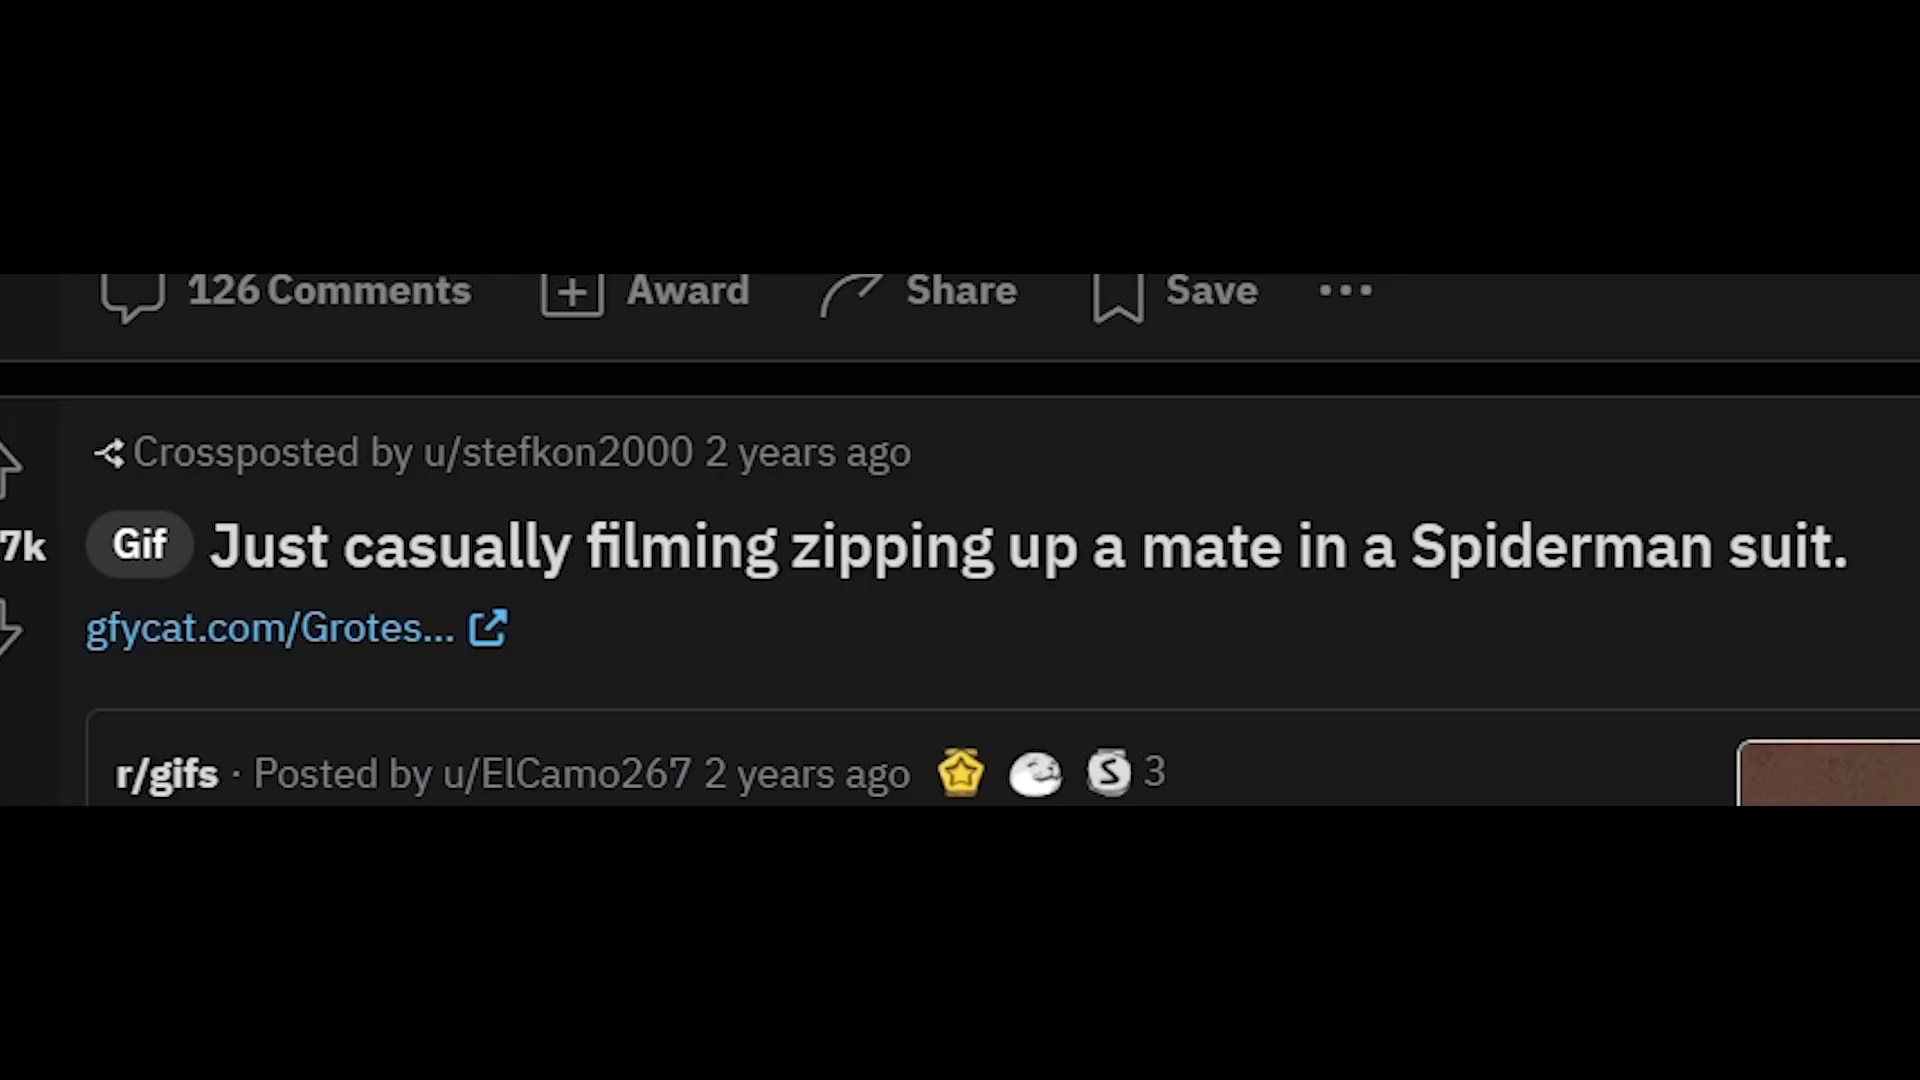 126 Comments Award Share Save
Crossposted by u/stefkon2000 2 years ago
7k Gif Just casually filming zipping up a mate in a Spiderman suit.
gfycat.com/Grotes...
r/gifs · Posted by u/ElCamo267 2 years ago S 3